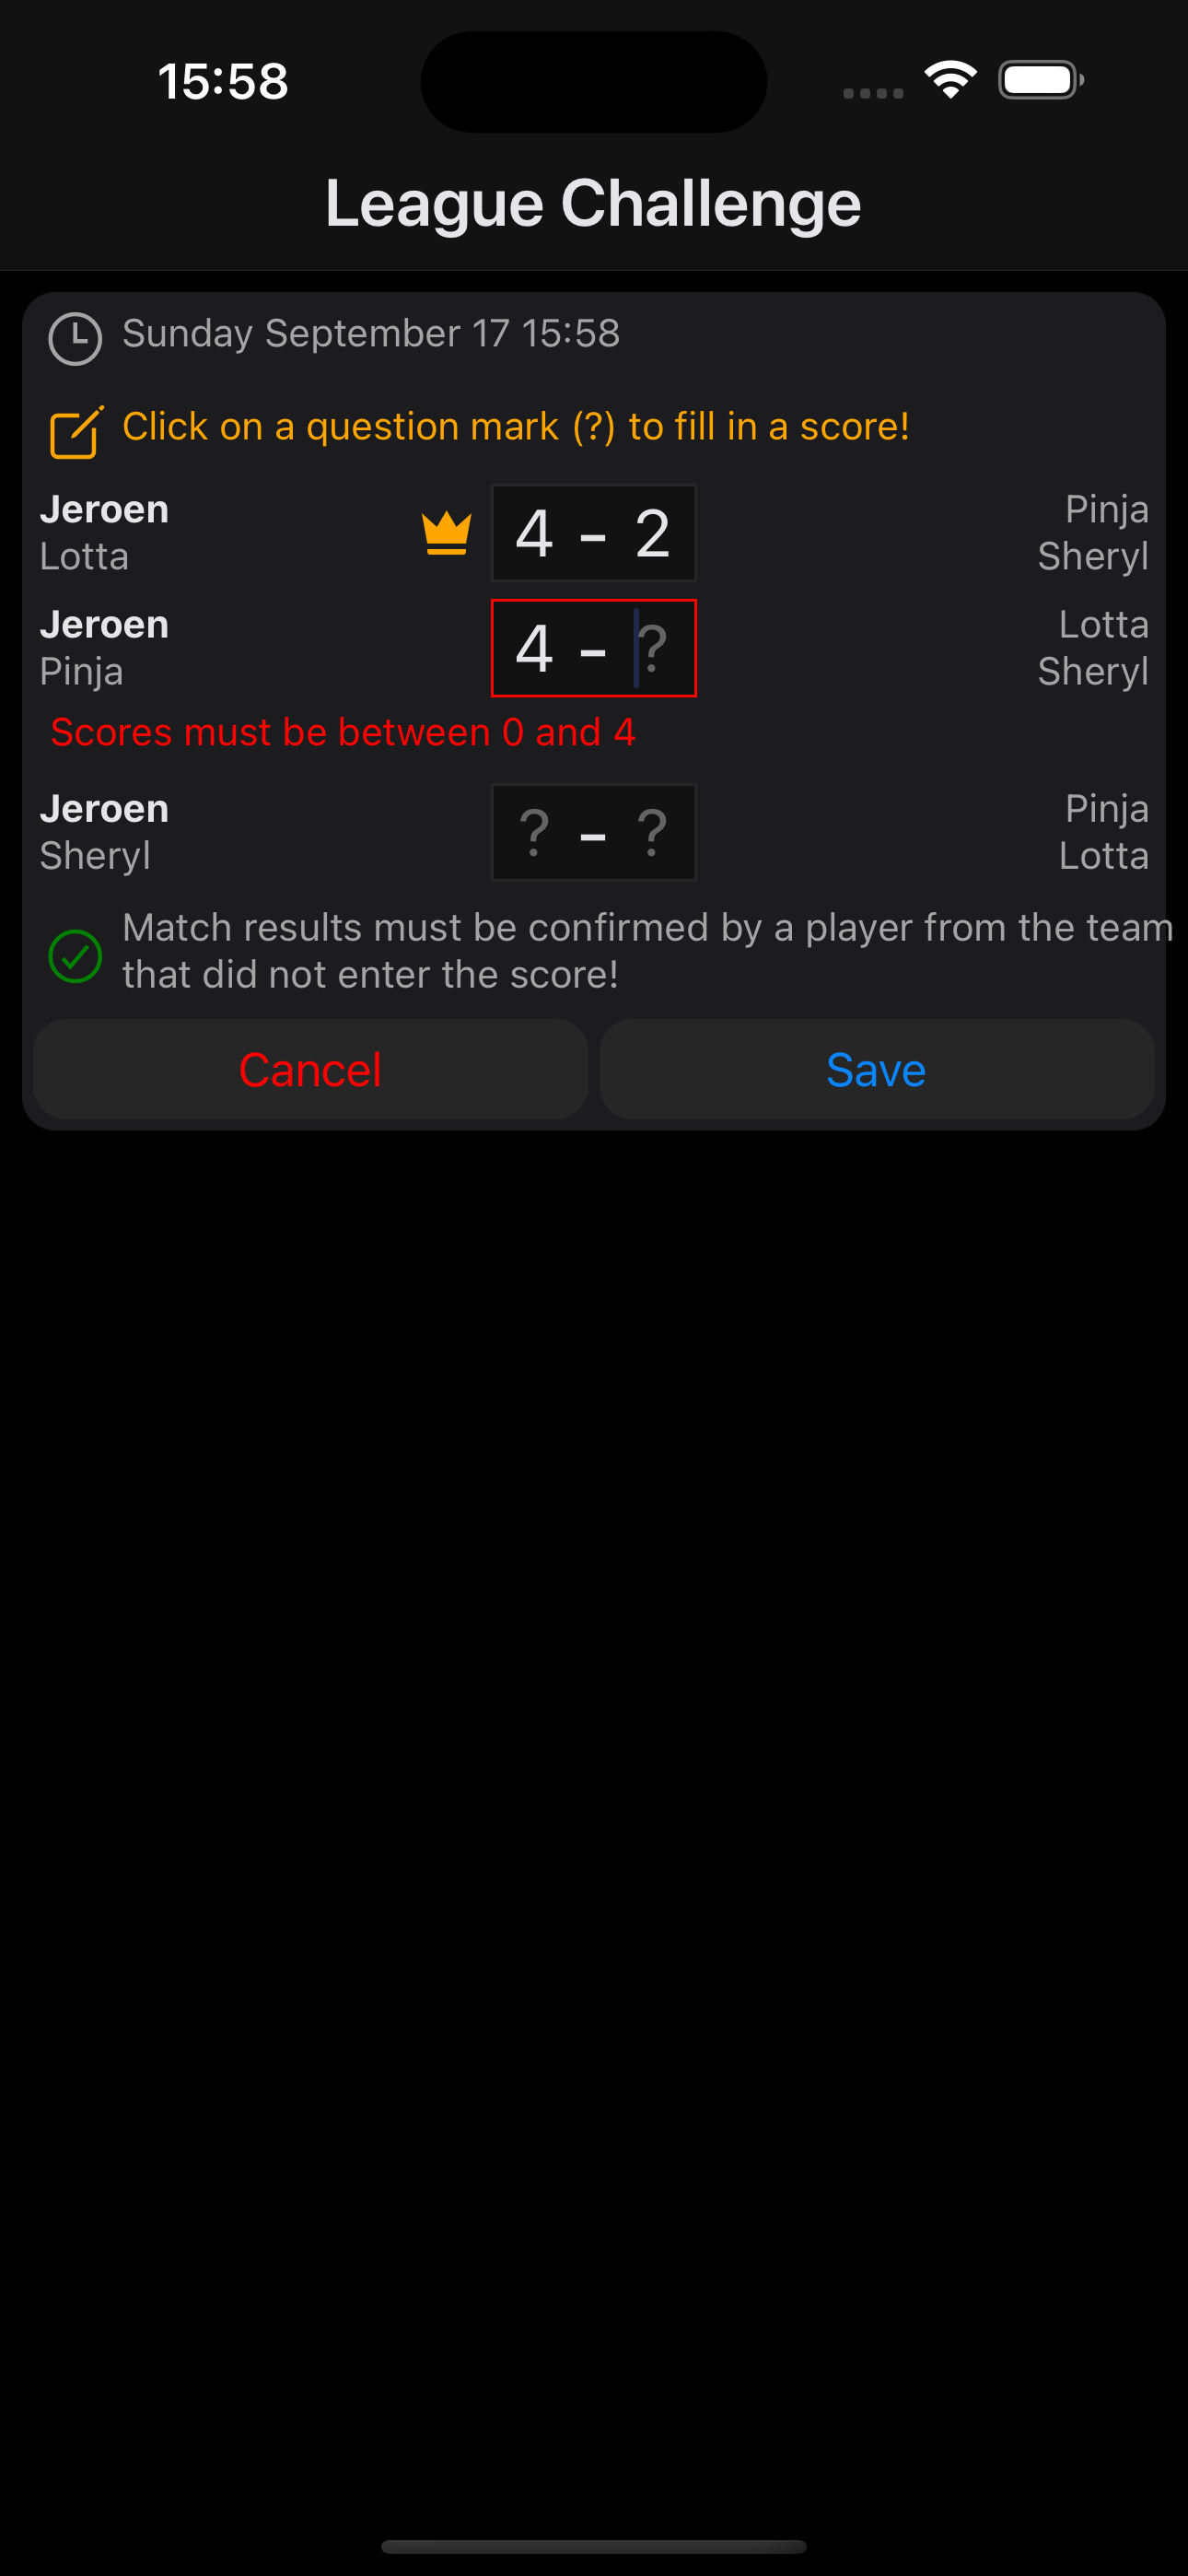 15:58
League Challenge
Sunday September 17 15:58
Click on a question mark (?) to fill in a score!
Jeroen
Lotta
4 - 2
Pinja
Sheryl
Jeroen
Pinja
4 - ?
Lotta
Sheryl
Scores must be between 0 and 4
Jeroen
Sheryl
? - ?
Pinja
Lotta
Match results must be confirmed by a player from the team
that did not enter the score!
Cancel
Save